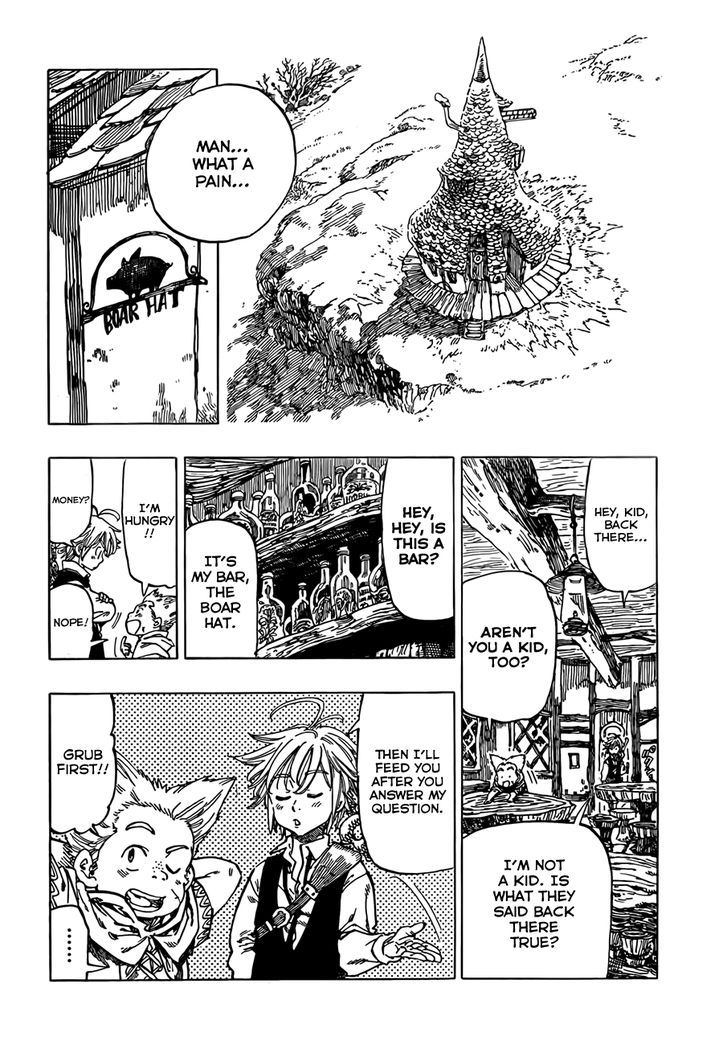 MAN...
WHAT A
PAIN...
BOAR HAT
HEY, KID,
BACK
THERE...
AREN'T
YOU A KID,
TOO?
I'M NOT
A KID. IS
WHAT THEY
SAID BACK
THERE
TRUE?
HEY,
HEY, IS
THIS A
BAR?
IT'S
MY BAR,
THE
BOAR
HAT.
I'M
HUNGRY
!!
MONEY?
NOPE!
THEN I'LL
FEED YOU
AFTER YOU
ANSWER MY
QUESTION.
GRUB
FIRST!!
......